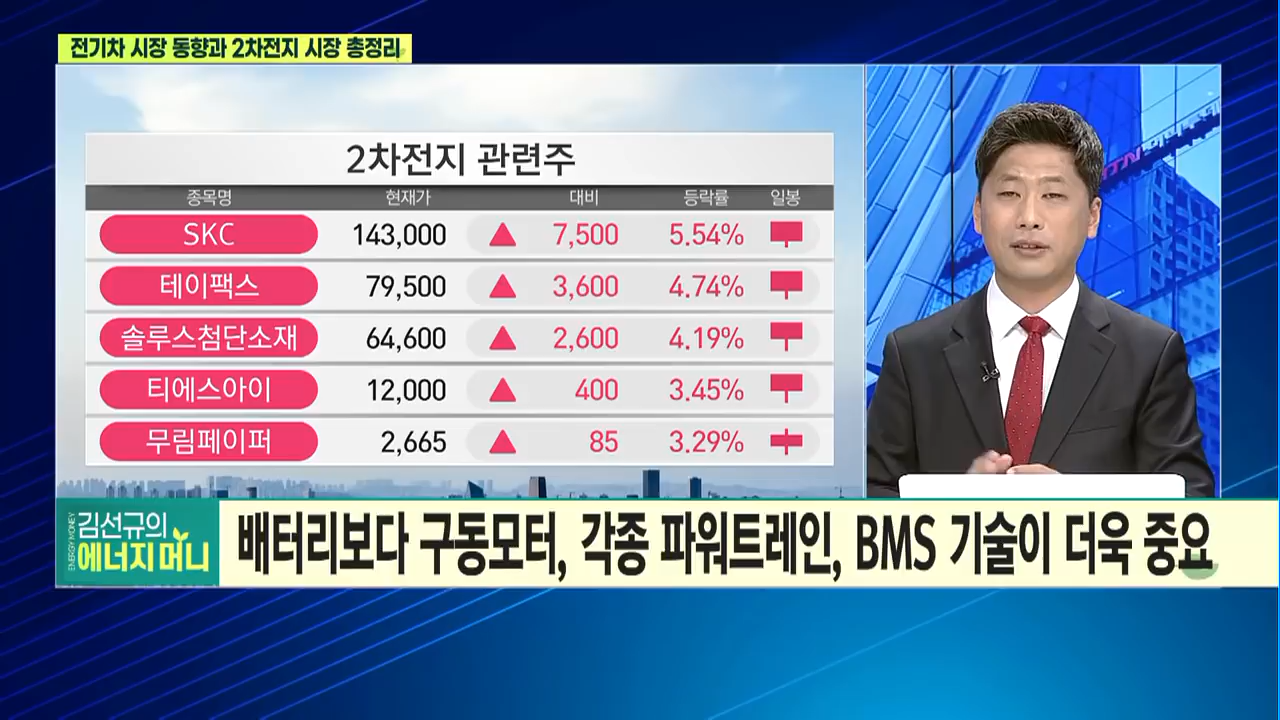 전기차 시장 동향과 2차전지 시장 총정리
2차전지 관련주
종목명 현재가 대비 등락률 일봉
SKC 143,000 ▲ 7,500 5.54%
테이팩스 79,500 ▲ 3,600 4.74%
솔루스첨단소재 64,600 ▲ 2,600 4.19%
티에스아이 12,000 ▲ 400 3.45%
무림페이퍼 2,665 ▲ 85 3.29%
ENERGY MONEY
김선규의
에너지 머니
배터리보다 구동모터, 각종 파워트레인, BMS 기술이 더욱 중요